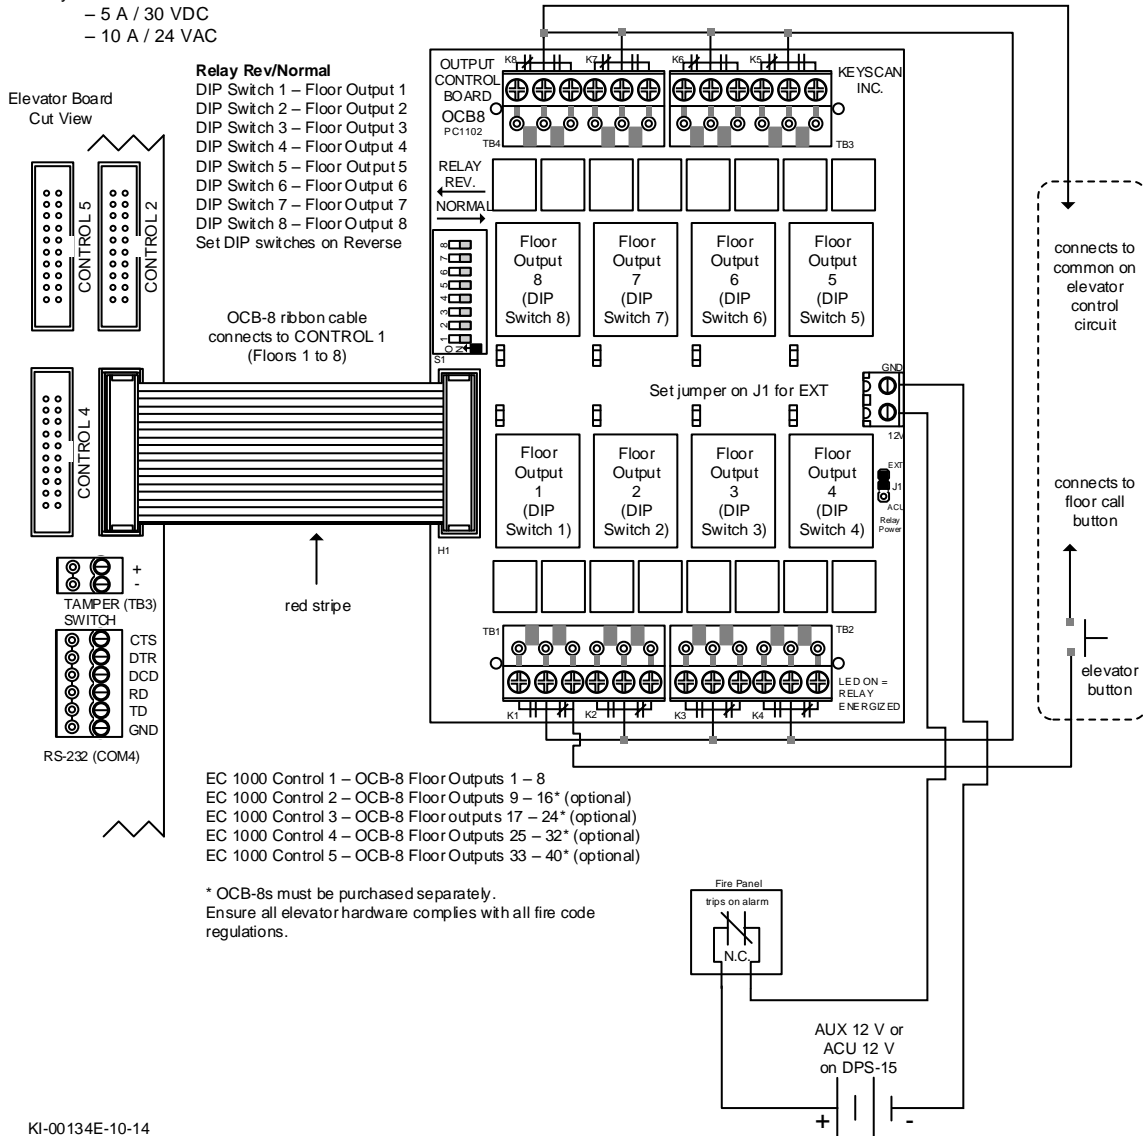 – 5 A / 30 VDC
– 10 A / 24 VAC
Relay Rev/Normal
DIP Switch 1 – Floor Output 1
DIP Switch 2 – Floor Output 2
DIP Switch 3 – Floor Output 3
DIP Switch 4 – Floor Output 4
DIP Switch 5 – Floor Output 5
DIP Switch 6 – Floor Output 6
DIP Switch 7 – Floor Output 7
DIP Switch 8 – Floor Output 8
Set DIP switches on Reverse
Elevator Board
Cut View
CONTROL 5
CONTROL 2
CONTROL 4
OCB-8 ribbon cable
connects to CONTROL 1
(Floors 1 to 8)
red stripe
+
-
TAMPER (TB3)
SWITCH
CTS
DTR
DCD
RD
TD
GND
RS-232 (COM4)
OUTPUT
CONTROL
BOARD
OCB8
PC1102
K8
K7
K6
K5
KEYSCAN
INC.
TB4
TB3
RELAY
REV.
NORMAL
8
7
6
5
4
3
2
1
ON
S1
Floor
Output
8
(DIP
Switch 8)
Floor
Output
7
(DIP
Switch 7)
Floor
Output
6
(DIP
Switch 6)
Floor
Output
5
(DIP
Switch 5)
Set jumper on J1 for EXT
GND
12V
EXT
J1
ACU
Relay
Power
H1
Floor
Output
1
(DIP
Switch 1)
Floor
Output
2
(DIP
Switch 2)
Floor
Output
3
(DIP
Switch 3)
Floor
Output
4
(DIP
Switch 4)
TB1
TB2
LED ON =
RELAY
ENERGIZED
K1
K2
K3
K4
connects to
common on
elevator
control
circuit
connects to
floor call
button
elevator
button
EC 1000 Control 1 – OCB-8 Floor Outputs 1 – 8
EC 1000 Control 2 – OCB-8 Floor Outputs 9 – 16* (optional)
EC 1000 Control 3 – OCB-8 Floor outputs 17 – 24* (optional)
EC 1000 Control 4 – OCB-8 Floor Outputs 25 – 32* (optional)
EC 1000 Control 5 – OCB-8 Floor Outputs 33 – 40* (optional)
* OCB-8s must be purchased separately.
Ensure all elevator hardware complies with all fire code
regulations.
Fire Panel
trips on alarm
N.C.
AUX 12 V or
ACU 12 V
on DPS-15
+
-
KI-00134E-10-14